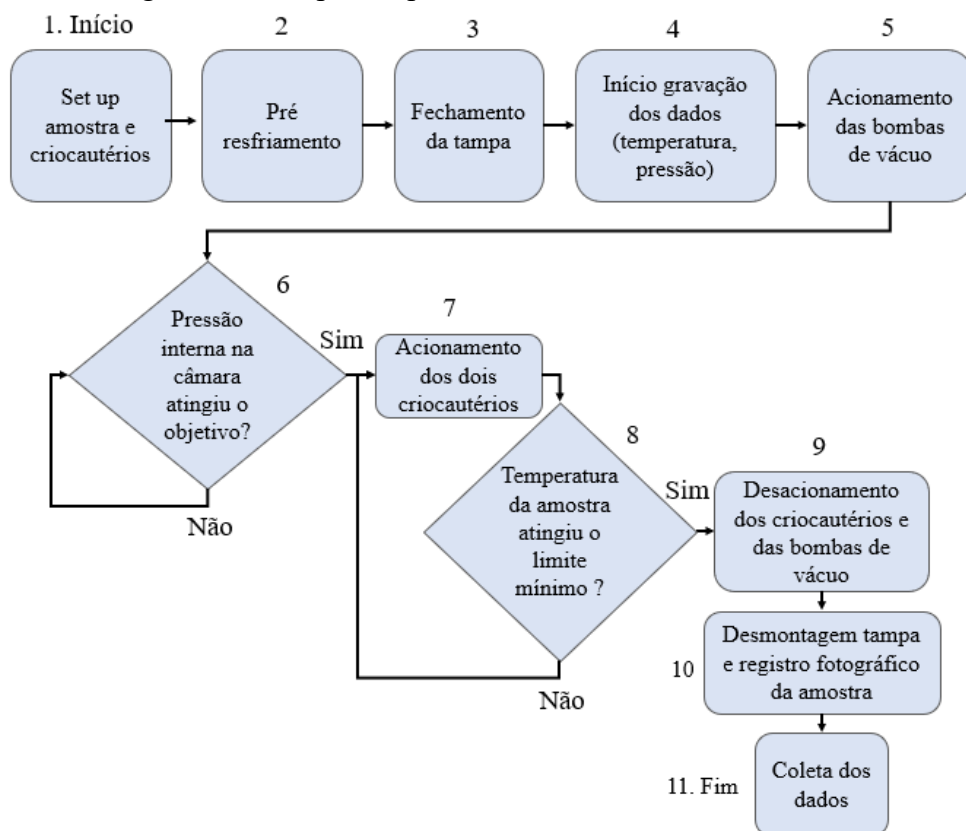 1. Início
Set up
amostra e
criocautérios
2
Pré
resfriamento
3
Fechamento
da tampa
4
Início gravação
dos dados
(temperatura,
pressão)
5
Acionamento
das bombas
de vácuo
6
Pressão
interna na
câmara
atingiu o
objetivo?
Sim
Não
7
Acionamento
dos dois
criocautérios
8
Temperatura
da amostra
atingiu o
limite
mínimo ?
Sim
Não
9
Desacionamento
dos criocautérios e
das bombas de
vácuo
10
Desmontagem tampa
e registro fotográfico
da amostra
11. Fim
Coleta dos
dados